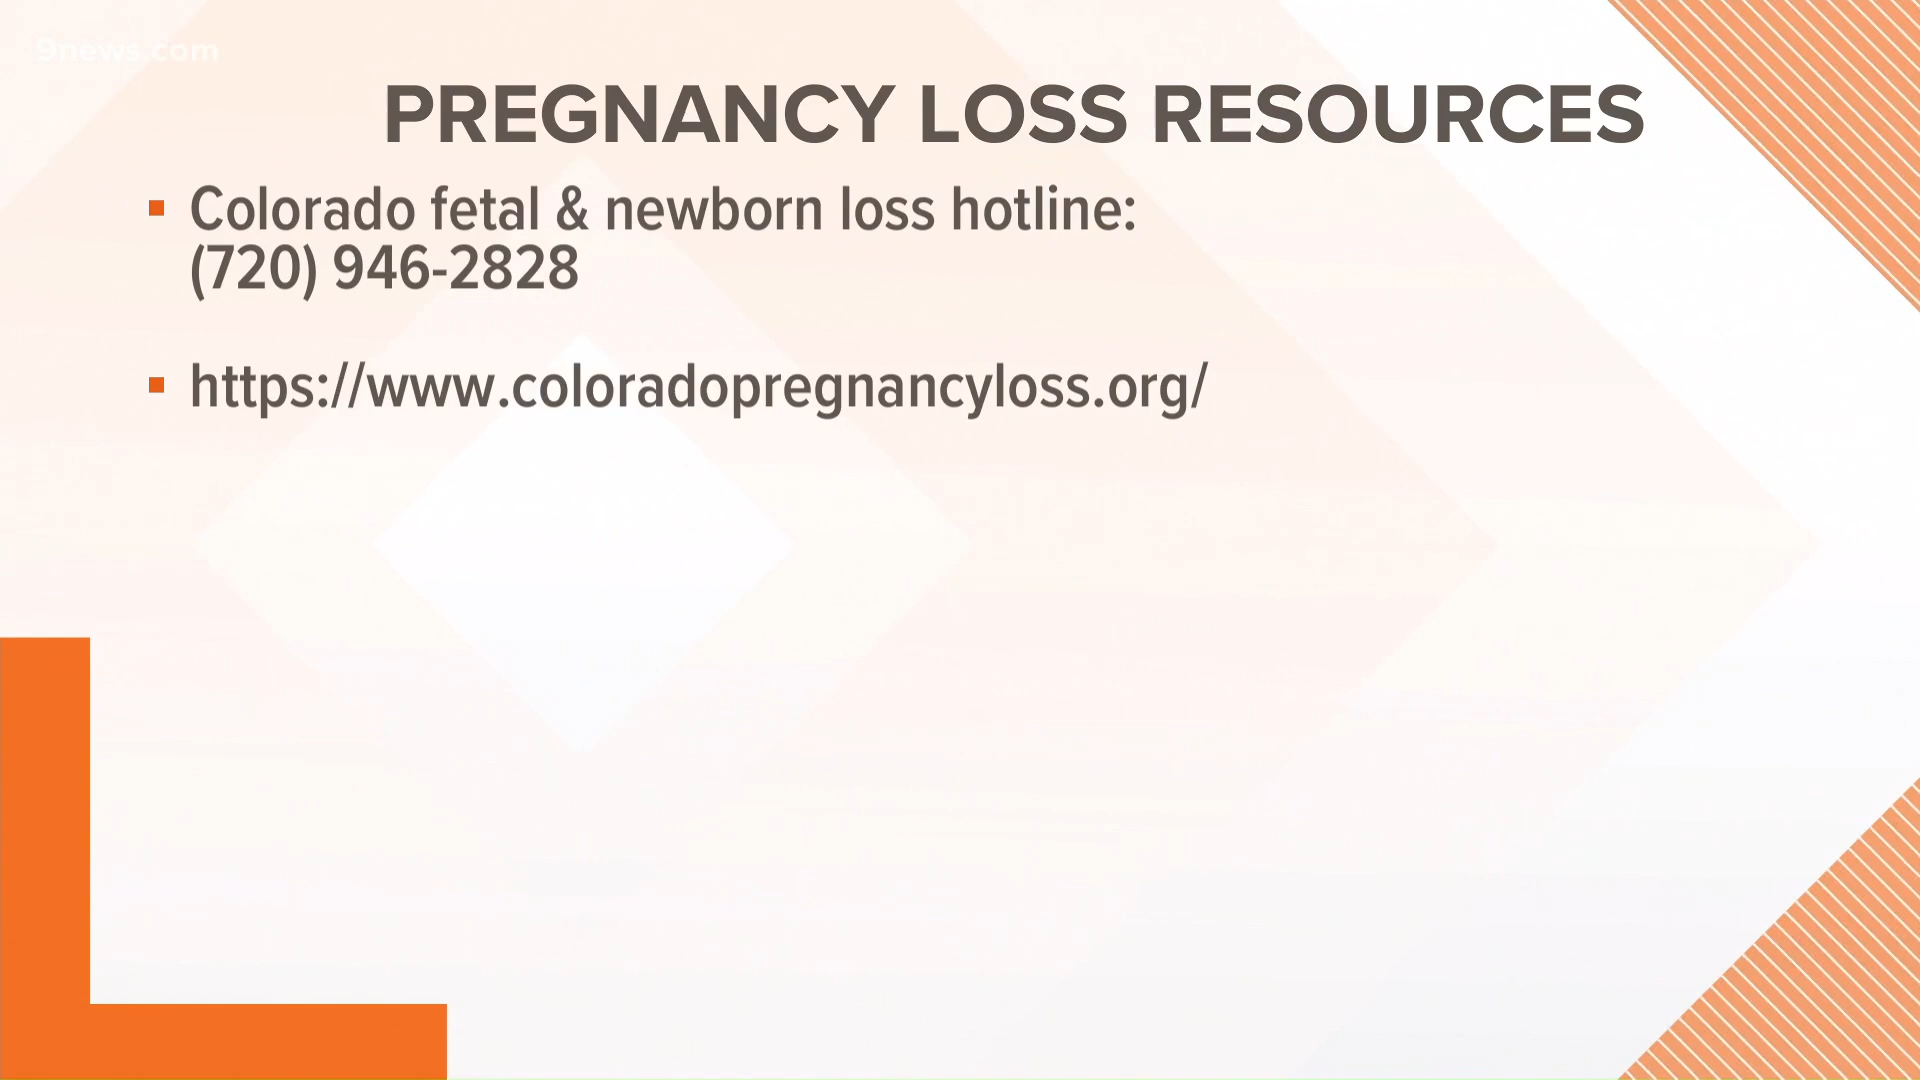 9news.com
PREGNANCY LOSS RESOURCES
Colorado fetal & newborn loss hotline:
(720) 946-2828
https://www.coloradopregnancyloss.org/